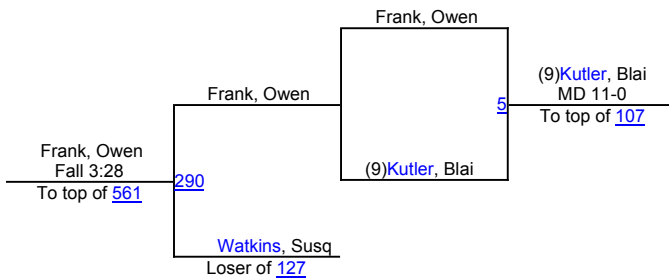 Frank, Owen
(9)Kutler, Blai
MD 11-0
Frank, Owen
5
To top of 107
Frank, Owen
Fall 3:28
(9)Kutler, Blai
290
To top of 561
Watkins, Susq
Loser of 127